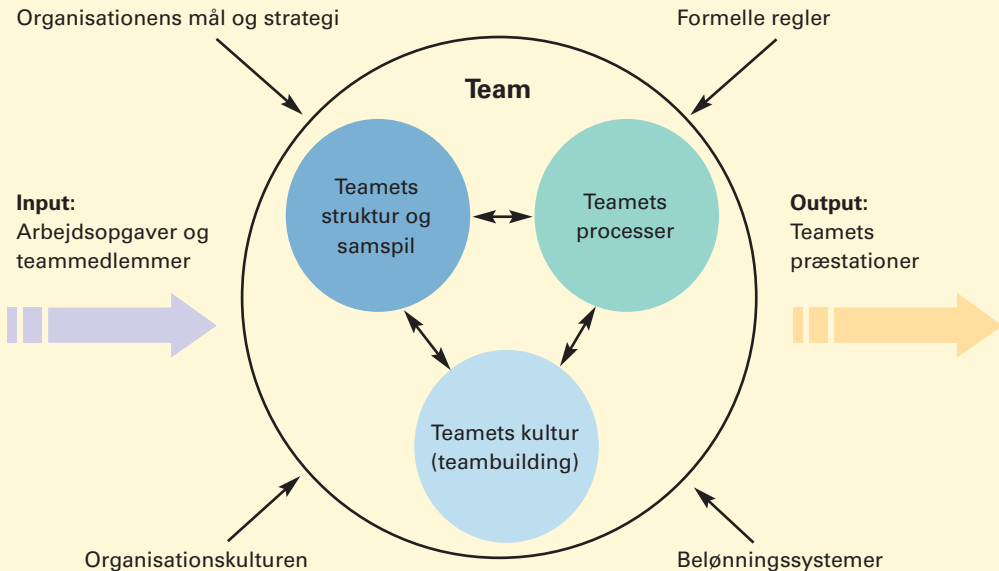 Organisationens mål og strategi
Formelle regler
Team
Teamets
struktur og
samspil
Teamets
processer
Input:
Arbejdsopgaver og
teammedlemmer
Output:
Teamets
præstationer
Teamets kultur
(teambuilding)
Organisationskulturen
Belønningssystemer